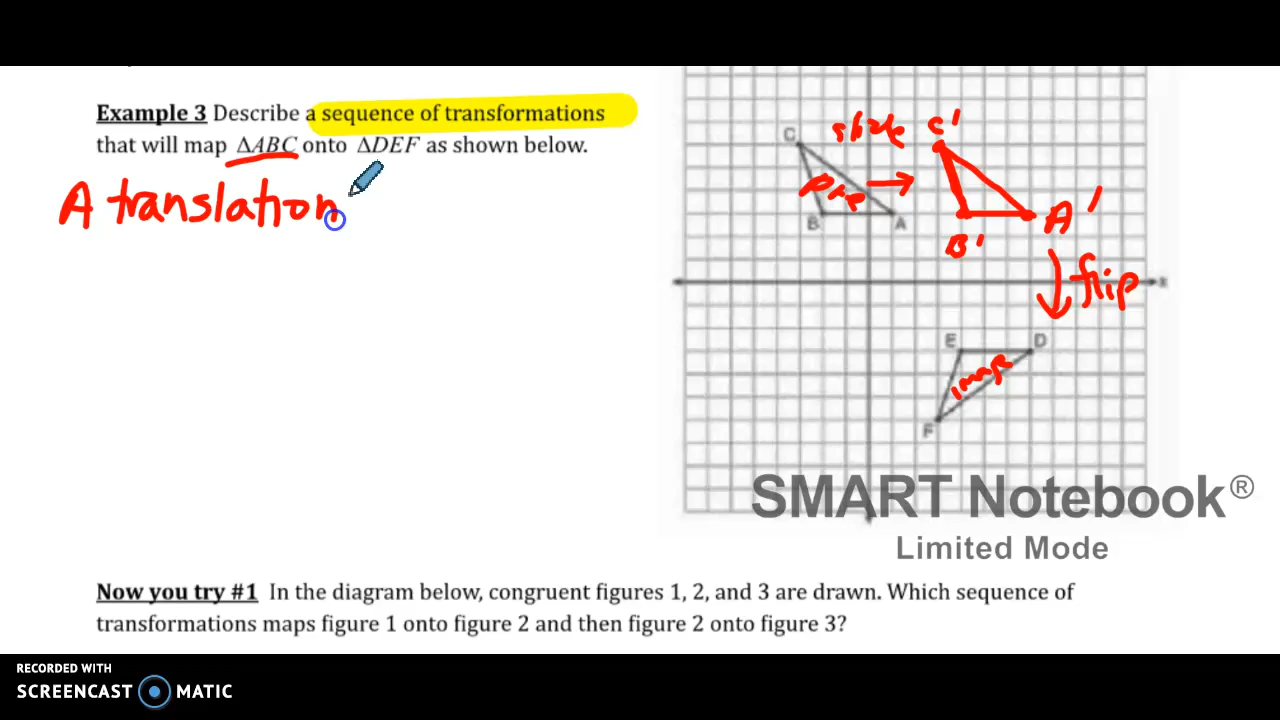 Example 3 Describe a sequence of transformations
that will map ΔABC onto ΔDEF as shown below.
A translation
slide
C'
C
pre
B
A
B'
A'
flip
x
E
D
image
F
SMART Notebook®
Limited Mode
Now you try #1 In the diagram below, congruent figures 1, 2, and 3 are drawn. Which sequence of
transformations maps figure 1 onto figure 2 and then figure 2 onto figure 3?
RECORDED WITH
SCREENCAST MATIC